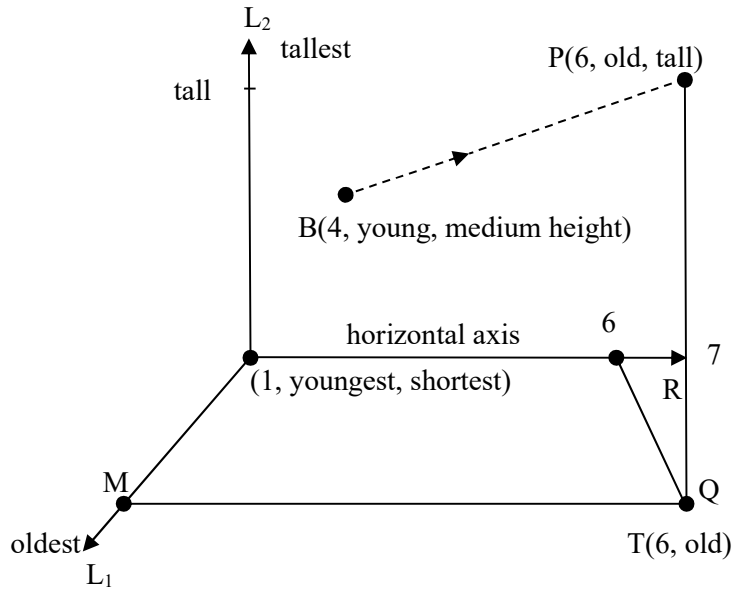 L2
tallest
P(6, old, tall)
tall
B(4, young, medium height)
6
horizontal axis
7
(1, youngest, shortest)
R
M
Q
oldest
T(6, old)
L1